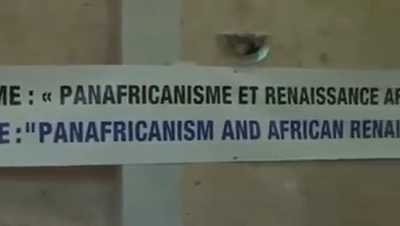 ME : « PANAFRICANISME ET RENAISSANCE AF
E :"PANAFRICANISM AND AFRICAN RENAI